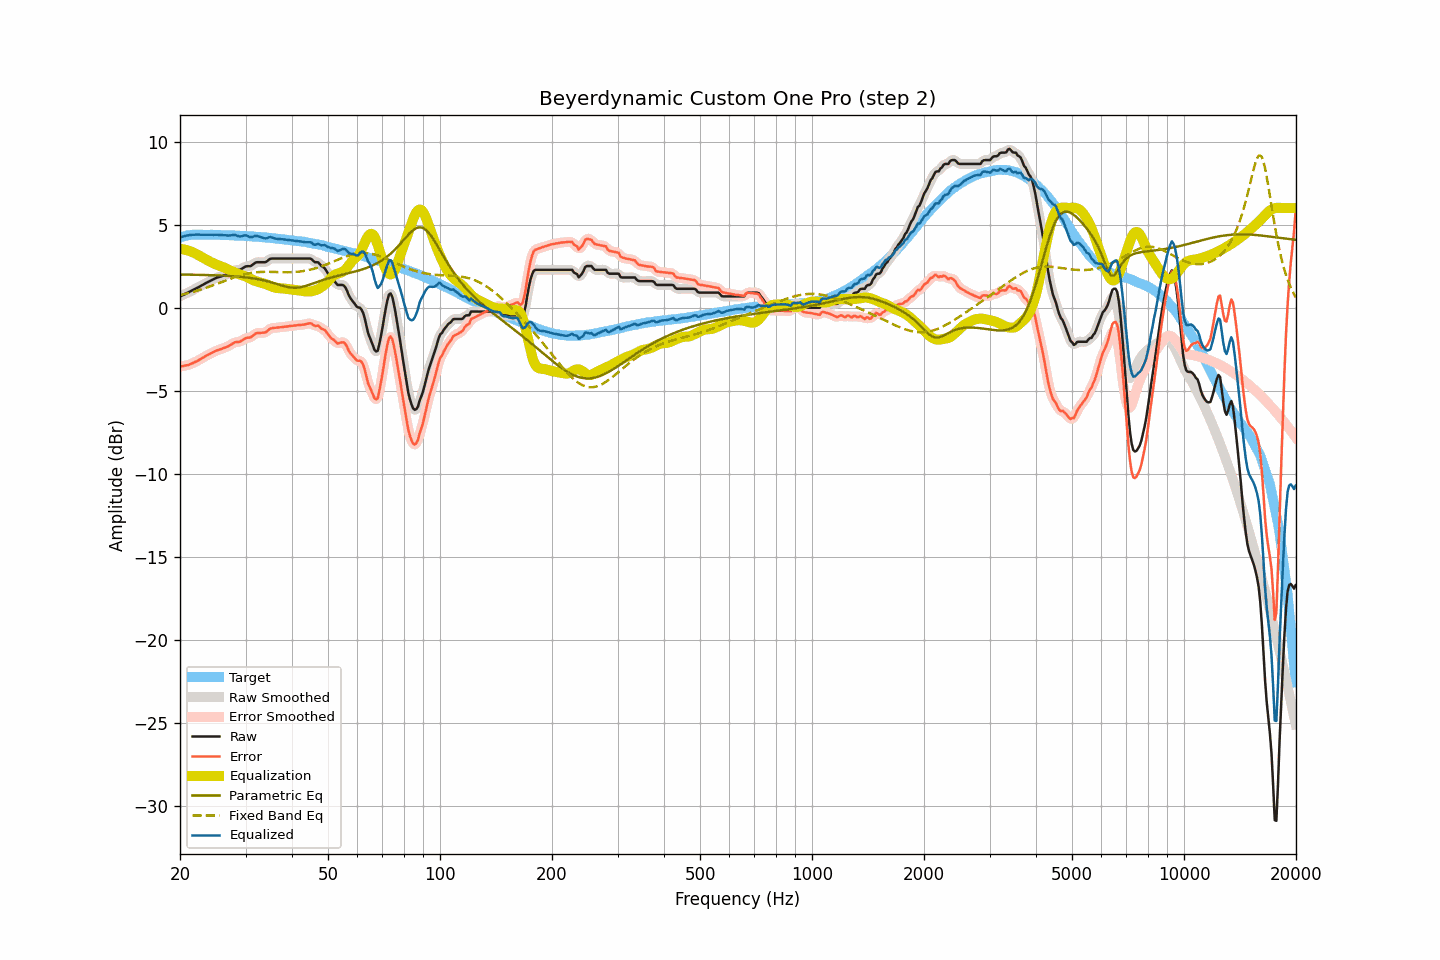 Beyerdynamic Custom One Pro (step 2)
10
5
0
−5
−10
−15
−20
−25
−30
Amplitude (dBr)
Target
Raw Smoothed
Error Smoothed
Raw
Error
Equalization
Parametric Eq
Fixed Band Eq
Equalized
20 50 100 200 500 1000 2000 5000 10000 20000
Frequency (Hz)